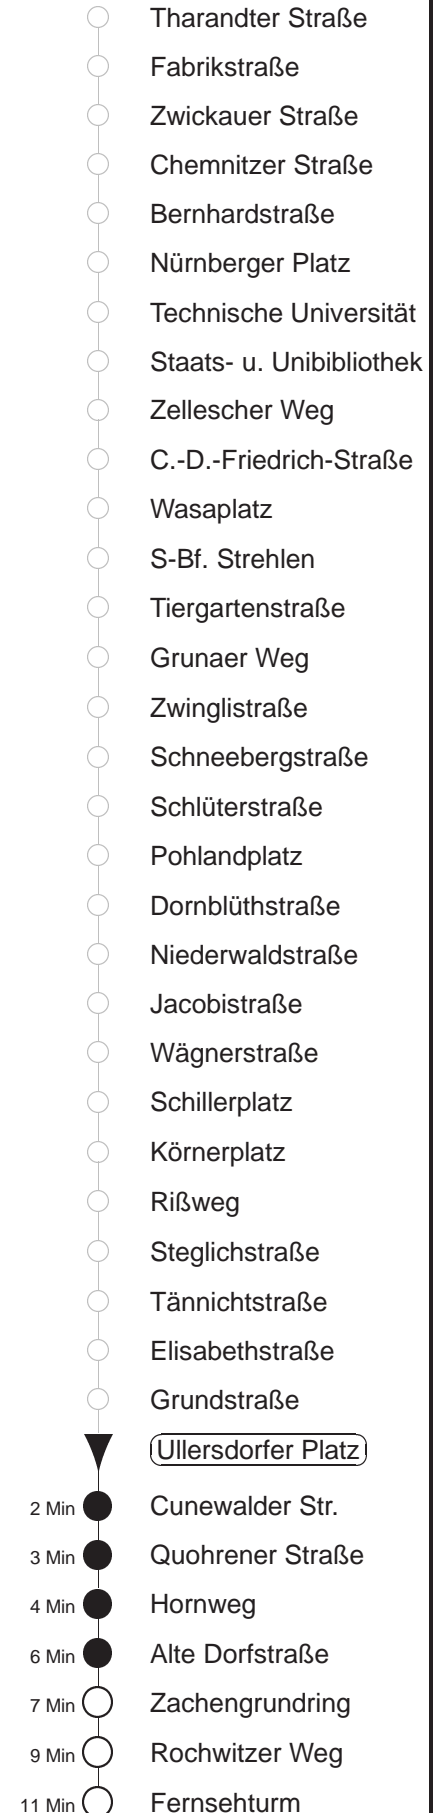 Tharandter Straße
Fabrikstraße
Zwickauer Straße
Chemnitzer Straße
Bernhardstraße
Nürnberger Platz
Technische Universität
Staats- u. Unibibliothek
Zellescher Weg
C.-D.-Friedrich-Straße
Wasaplatz
S-Bf. Strehlen
Tiergartenstraße
Grunaer Weg
Zwinglistraße
Schneebergstraße
Schlüterstraße
Pohlandplatz
Dornblüthstraße
Niederwaldstraße
Jacobistraße
Wägnerstraße
Schillerplatz
Körnerplatz
Rißweg
Steglichstraße
Tännichtstraße
Elisabethstraße
Grundstraße
Ullersdorfer Platz
2 Min Cunewalder Str.
3 Min Quohrener Straße
4 Min Hornweg
6 Min Alte Dorfstraße
7 Min Zachengrundring
9 Min Rochwitzer Weg
11 Min Fernsehturm